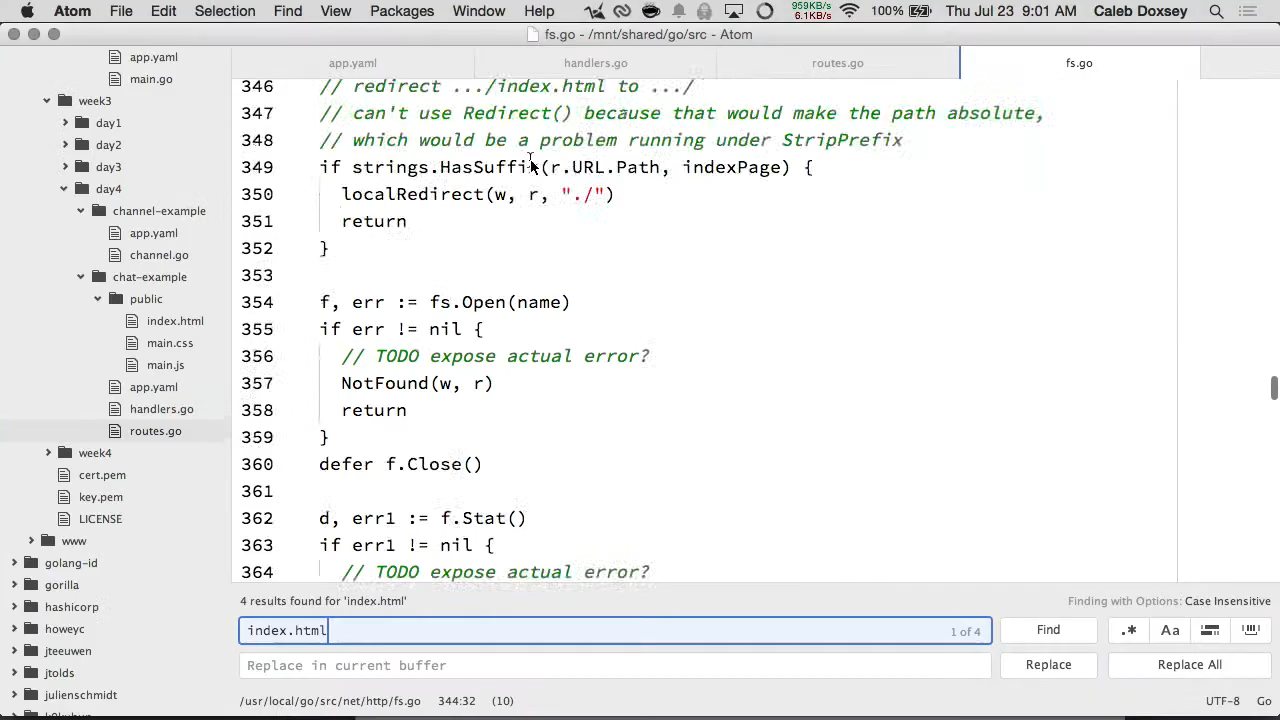 Atom File Edit Selection Find View Packages Window Help 959KB/s 6.1KB/s 100% Thu Jul 23 9:01 AM Caleb Doxsey
fs.go - /mnt/shared/go/src - Atom
app.yaml
main.go
week3
day1
day2
day3
day4
channel-example
app.yaml
channel.go
chat-example
public
index.html
main.css
main.js
app.yaml
handlers.go
routes.go
week4
cert.pem
key.pem
LICENSE
www
golang-id
gorilla
hashicorp
howeyc
jteeuwen
jtolds
julienschmidt
app.yaml handlers.go routes.go fs.go
346 // redirect .../index.html to .../
347 // can't use Redirect() because that would make the path absolute,
348 // which would be a problem running under StripPrefix
349 if strings.HasSuffix(r.URL.Path, indexPage) {
350 localRedirect(w, r, "./")
351 return
352 }
353
354 f, err := fs.Open(name)
355 if err != nil {
356 // TODO expose actual error?
357 NotFound(w, r)
358 return
359 }
360 defer f.Close()
361
362 d, err1 := f.Stat()
363 if err1 != nil {
364 // TODO expose actual error?
4 results found for 'index.html' Finding with Options: Case Insensitive
index.html 1 of 4 Find .* Aa
Replace in current buffer Replace Replace All
/usr/local/go/src/net/http/fs.go 344:32 (10) UTF-8 Go